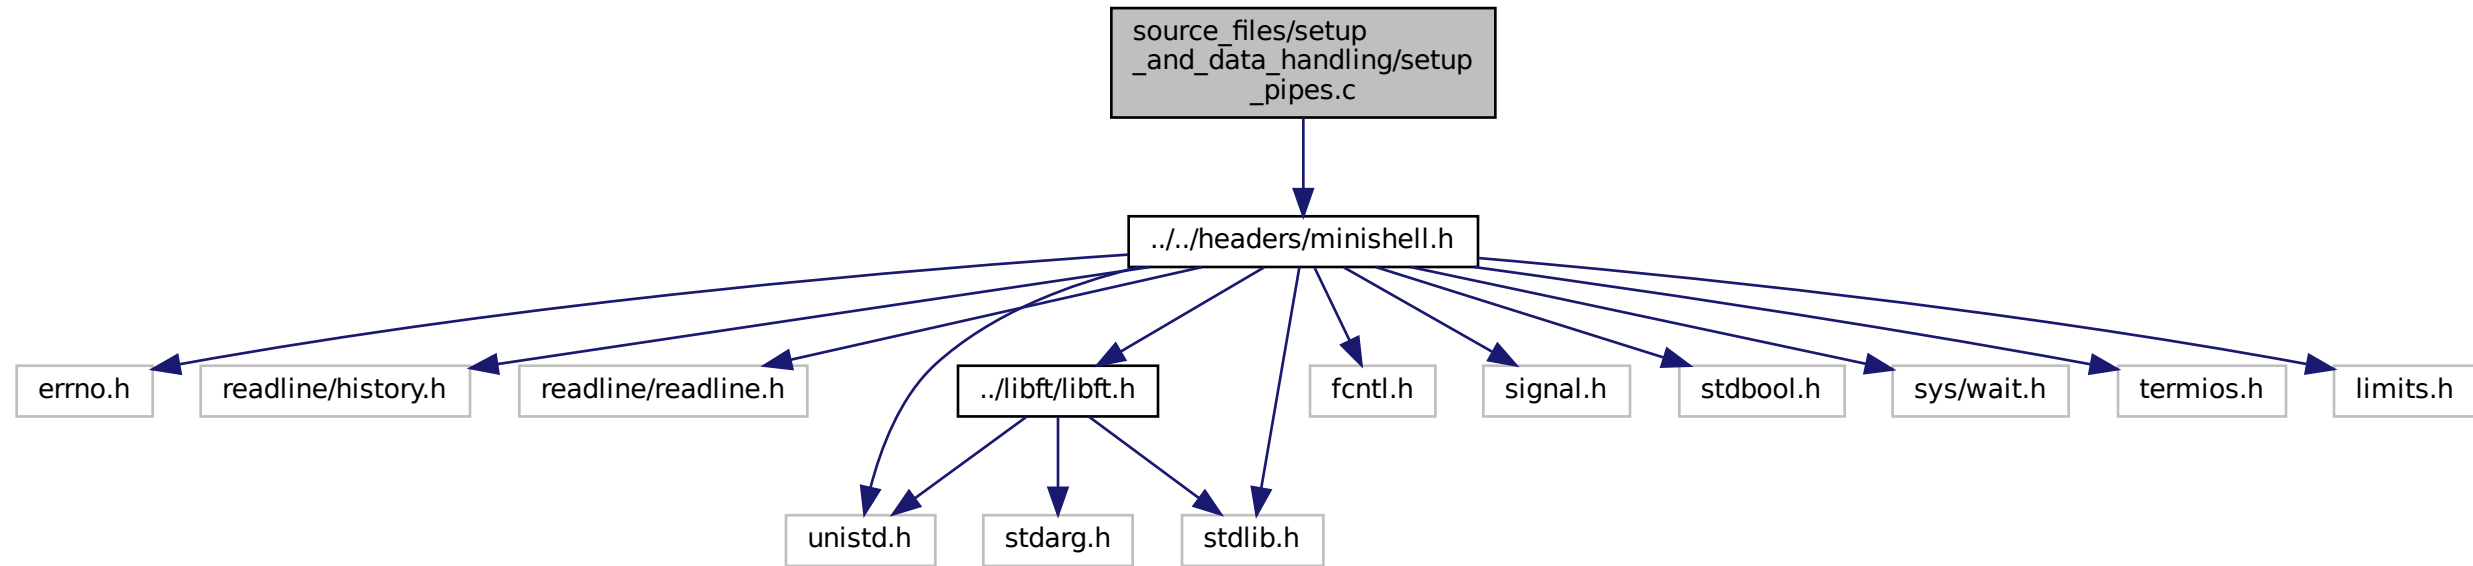 source_files/setup
_and_data_handling/setup
_pipes.c
../../headers/minishell.h
errno.h
readline/history.h
readline/readline.h
../libft/libft.h
fcntl.h
signal.h
stdbool.h
sys/wait.h
termios.h
limits.h
unistd.h
stdarg.h
stdlib.h